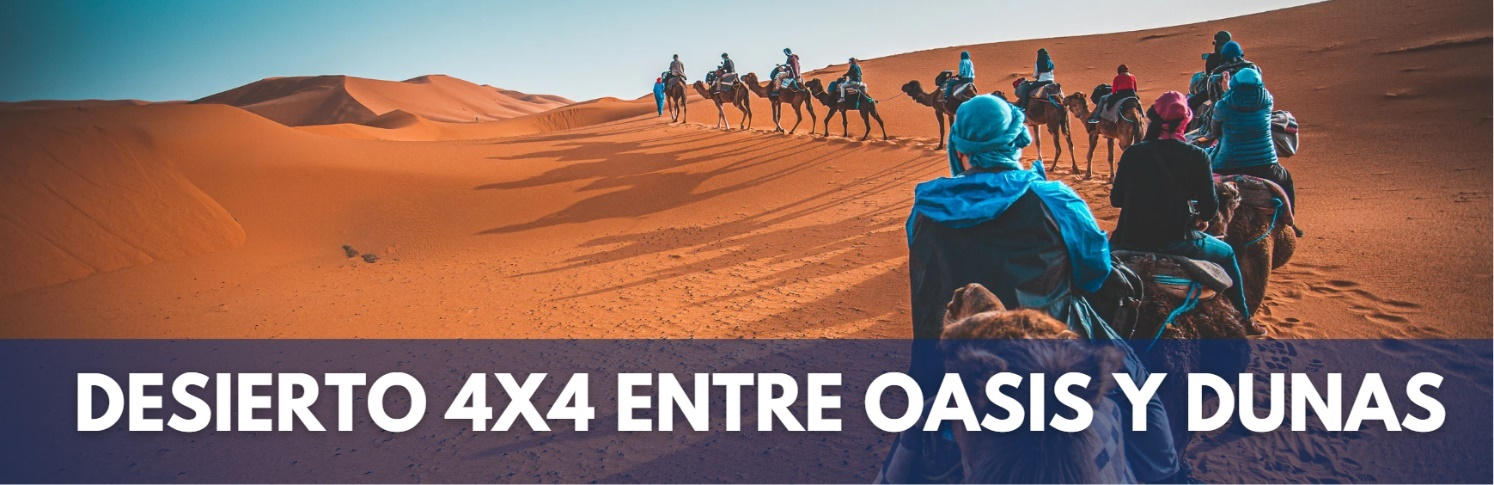 DESIERTO 4X4 ENTRE OASIS Y DUNAS